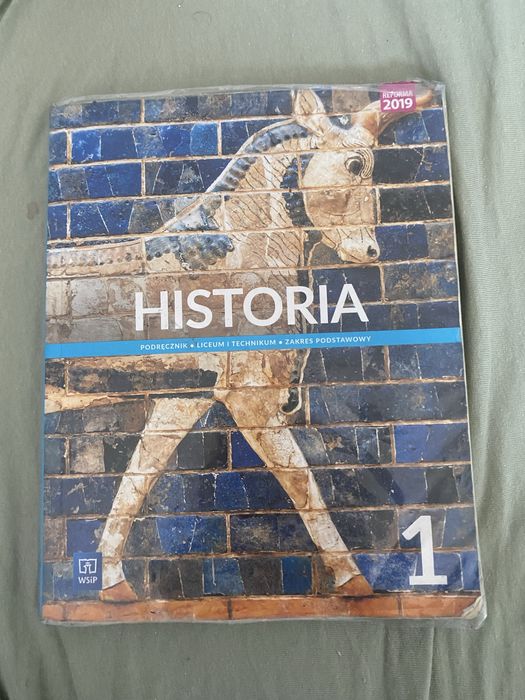 REFORMA
2019
HISTORIA
PODRĘCZNIK • LICEUM I TECHNIKUM • ZAKRES PODSTAWOWY
1
WSiP